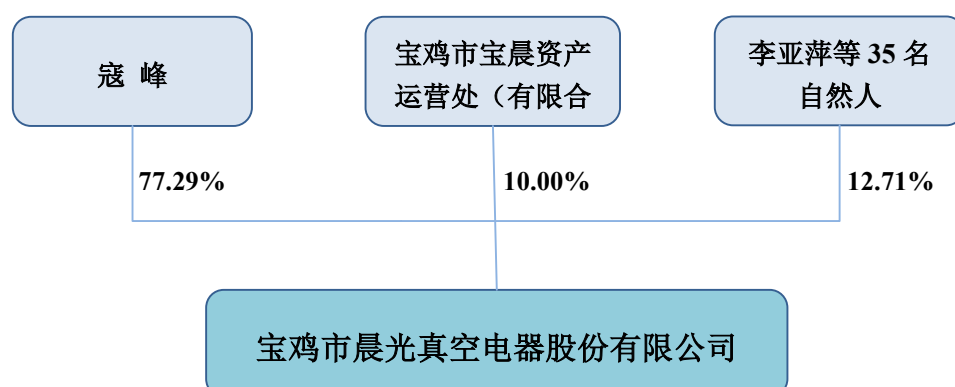 寇 峰
宝鸡市宝晨资产
运营处（有限合
李亚萍等 35 名
自然人
77.29%
10.00%
12.71%
宝鸡市晨光真空电器股份有限公司